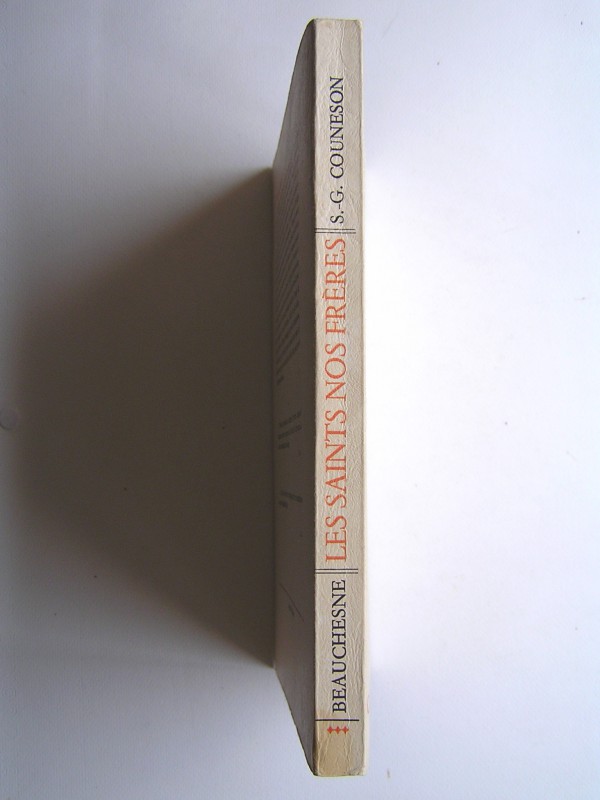 S.-G. COUNESON
LES SAINTS NOS FRÈRES
BEAUCHESNE
‡‡